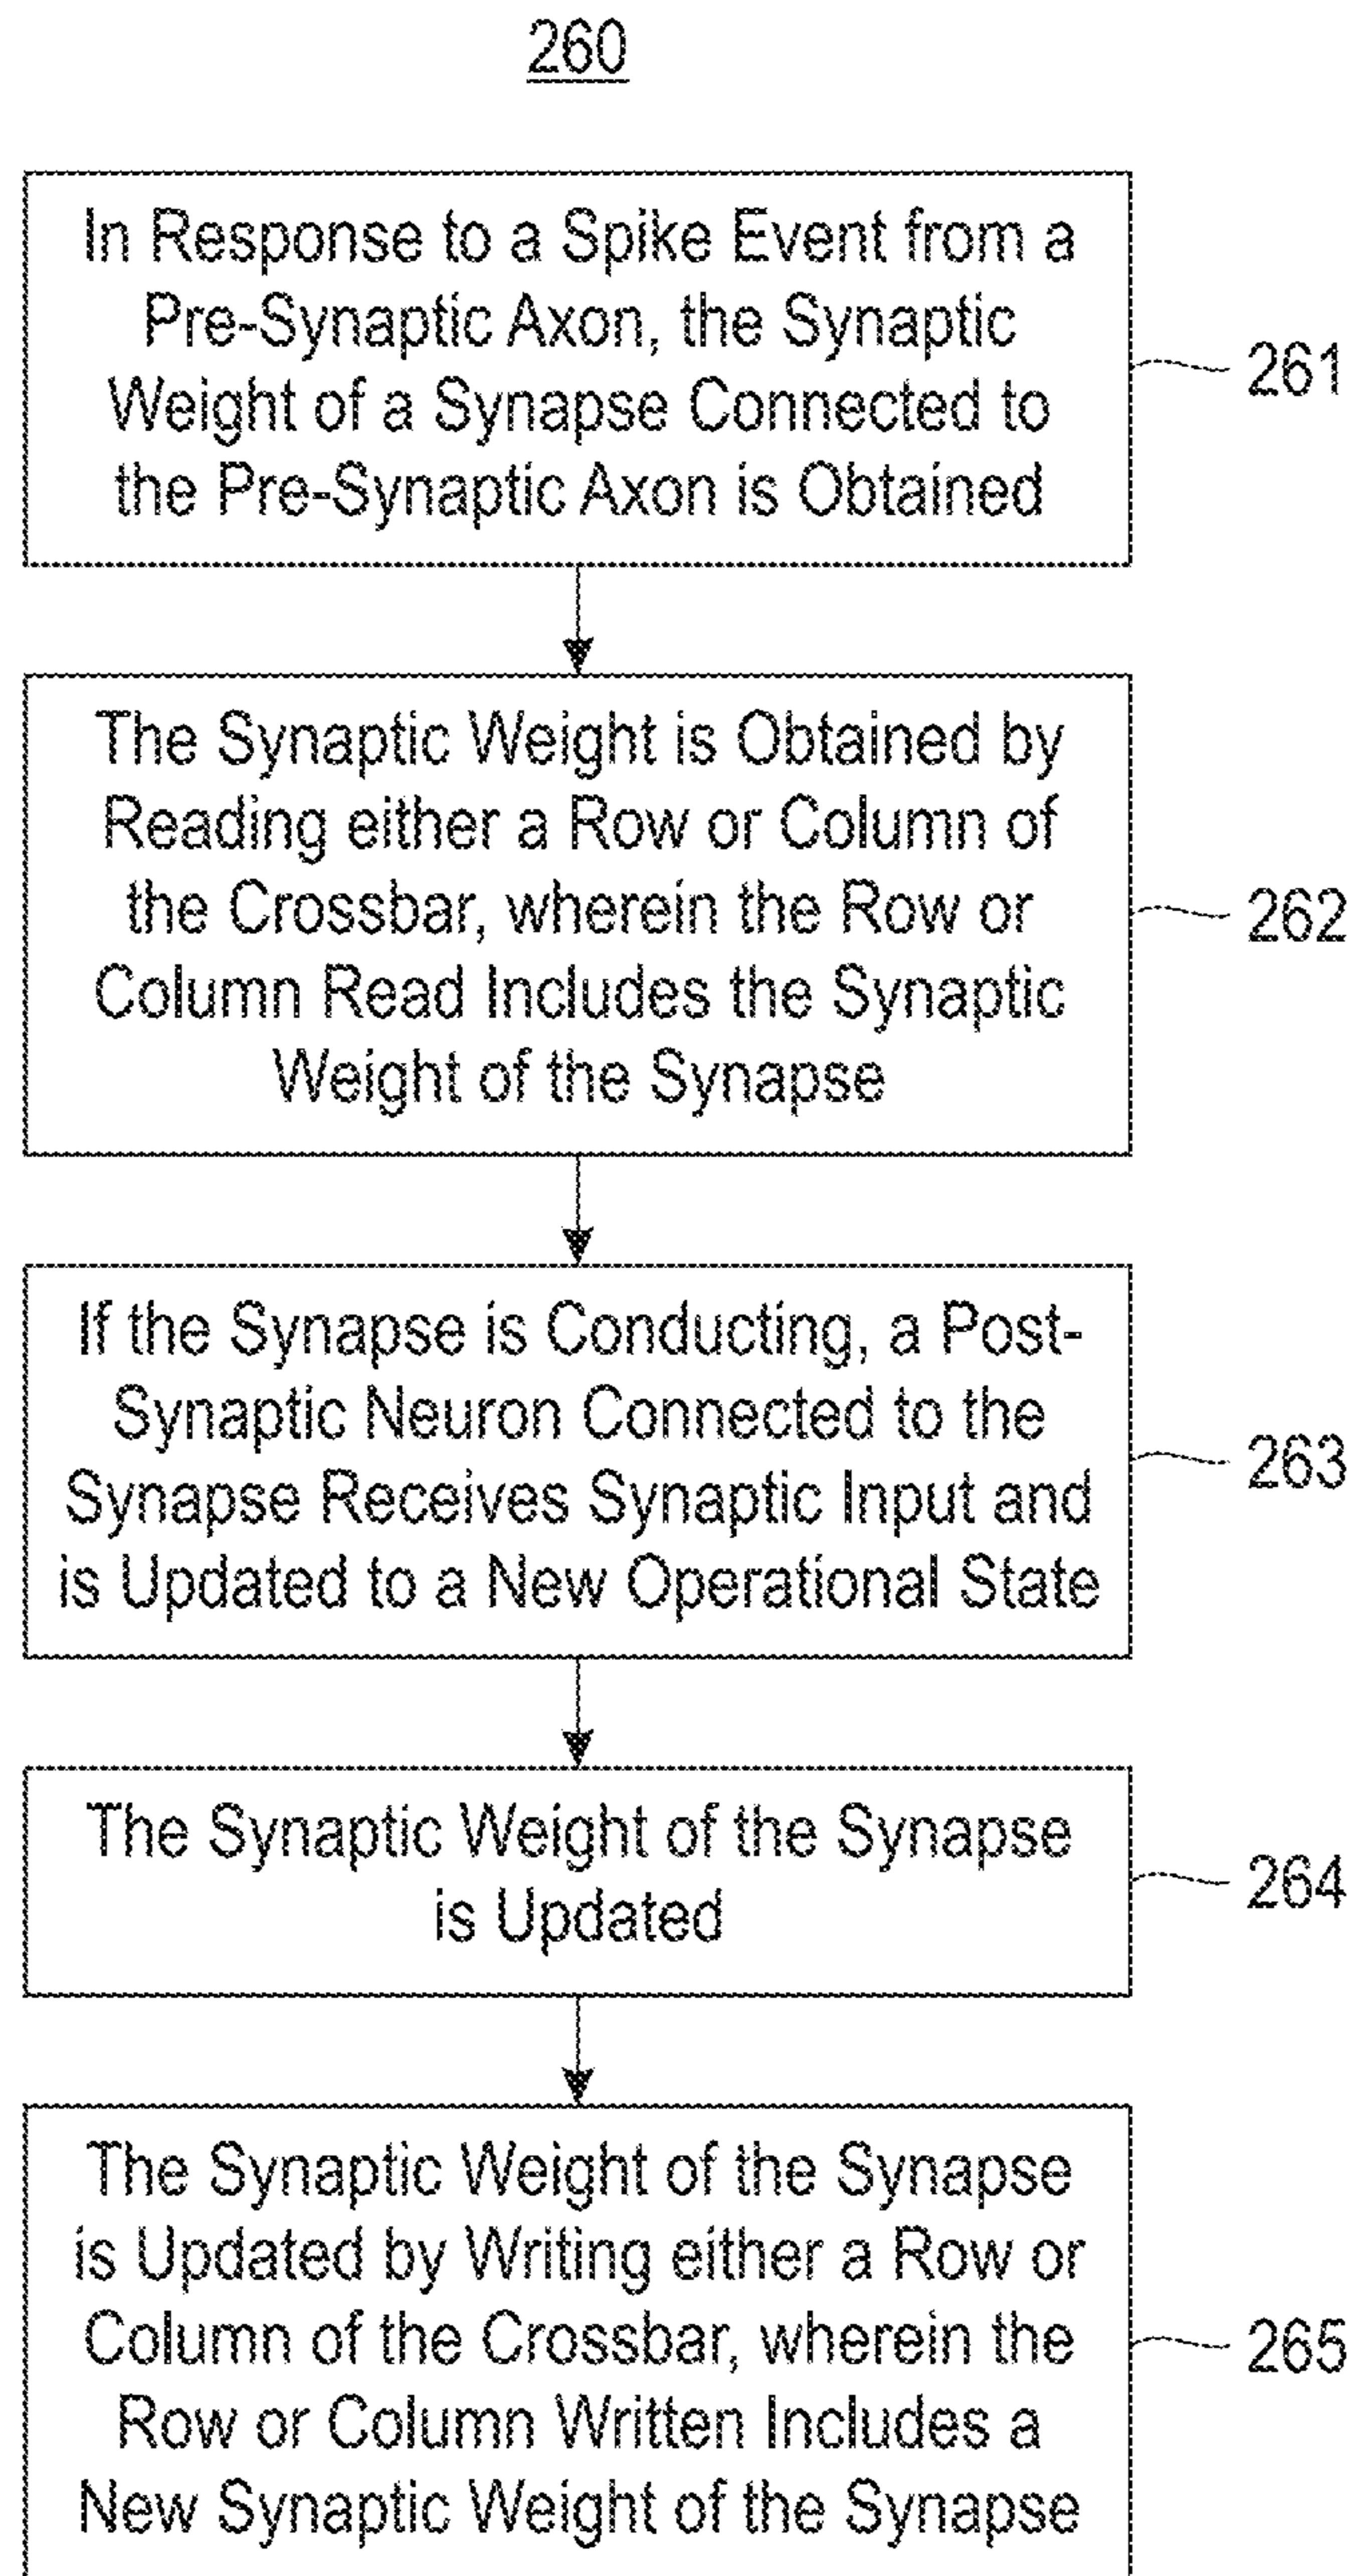 260
In Response to a Spike Event from a
Pre-Synaptic Axon, the Synaptic
Weight of a Synapse Connected to
the Pre-Synaptic Axon is Obtained
261
The Synaptic Weight is Obtained by
Reading either a Row or Column of
the Crossbar, wherein the Row or
Column Read Includes the Synaptic
Weight of the Synapse
262
If the Synapse is Conducting, a Post-
Synaptic Neuron Connected to the
Synapse Receives Synaptic Input and
is Updated to a New Operational State
263
The Synaptic Weight of the Synapse
is Updated
264
The Synaptic Weight of the Synapse
is Updated by Writing either a Row or
Column of the Crossbar, wherein the
Row or Column Written Includes a
New Synaptic Weight of the Synapse
265